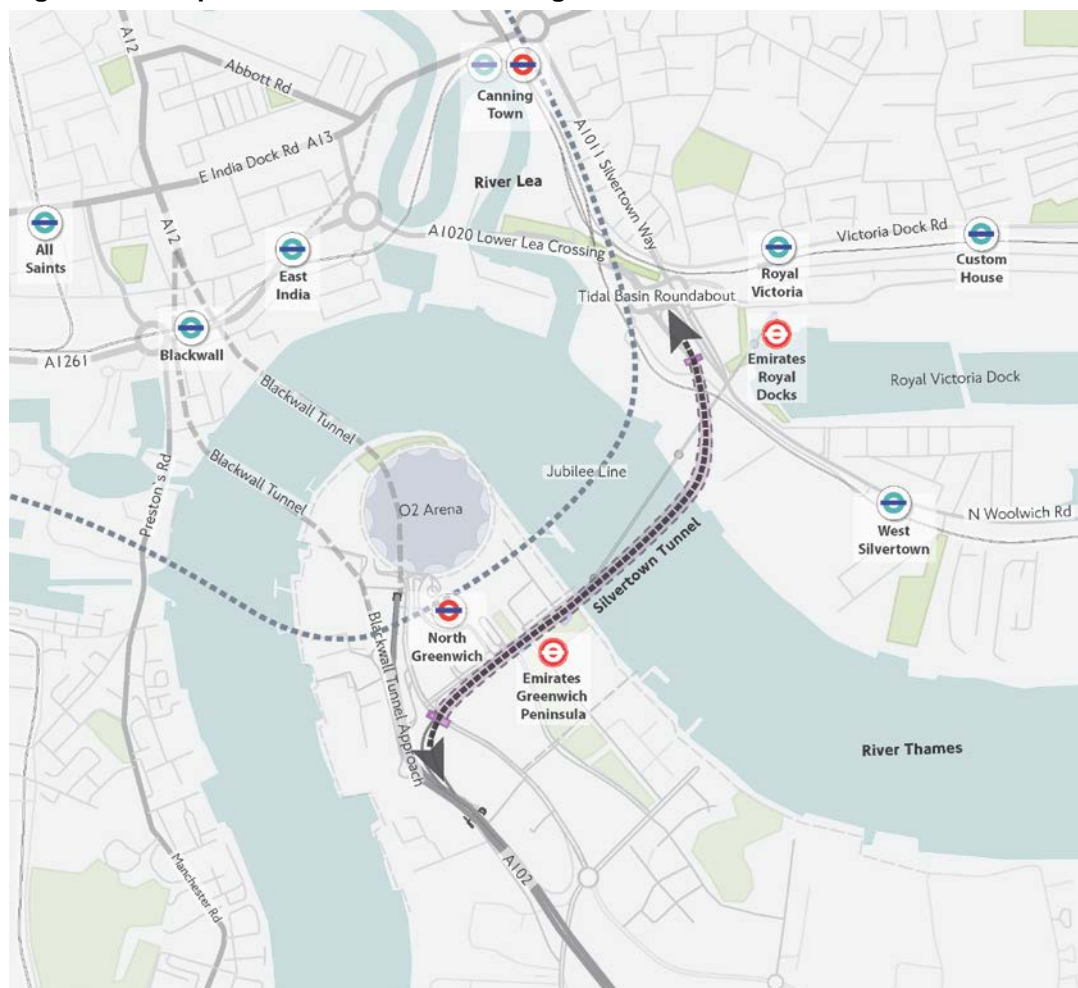 A12
Abbott Rd
Canning
Town
E India Dock Rd A13
River Lea
A1011 Silvertown Way
All
Saints
A12
East
India
A1020 Lower Lea Crossing
Victoria Dock Rd
Royal
Victoria
Custom
House
Tidal Basin Roundabout
Blackwall
A1261
Emirates
Royal
Docks
Royal Victoria Dock
Blackwall Tunnel
Blackwall Tunnel
Preston's Rd
Jubilee Line
O2 Arena
West
Silvertown
N Woolwich Rd
Silvertown Tunnel
North
Greenwich
Blackwall Tunnel Approach
Emirates
Greenwich
Peninsula
River Thames
Manchester Rd
A102